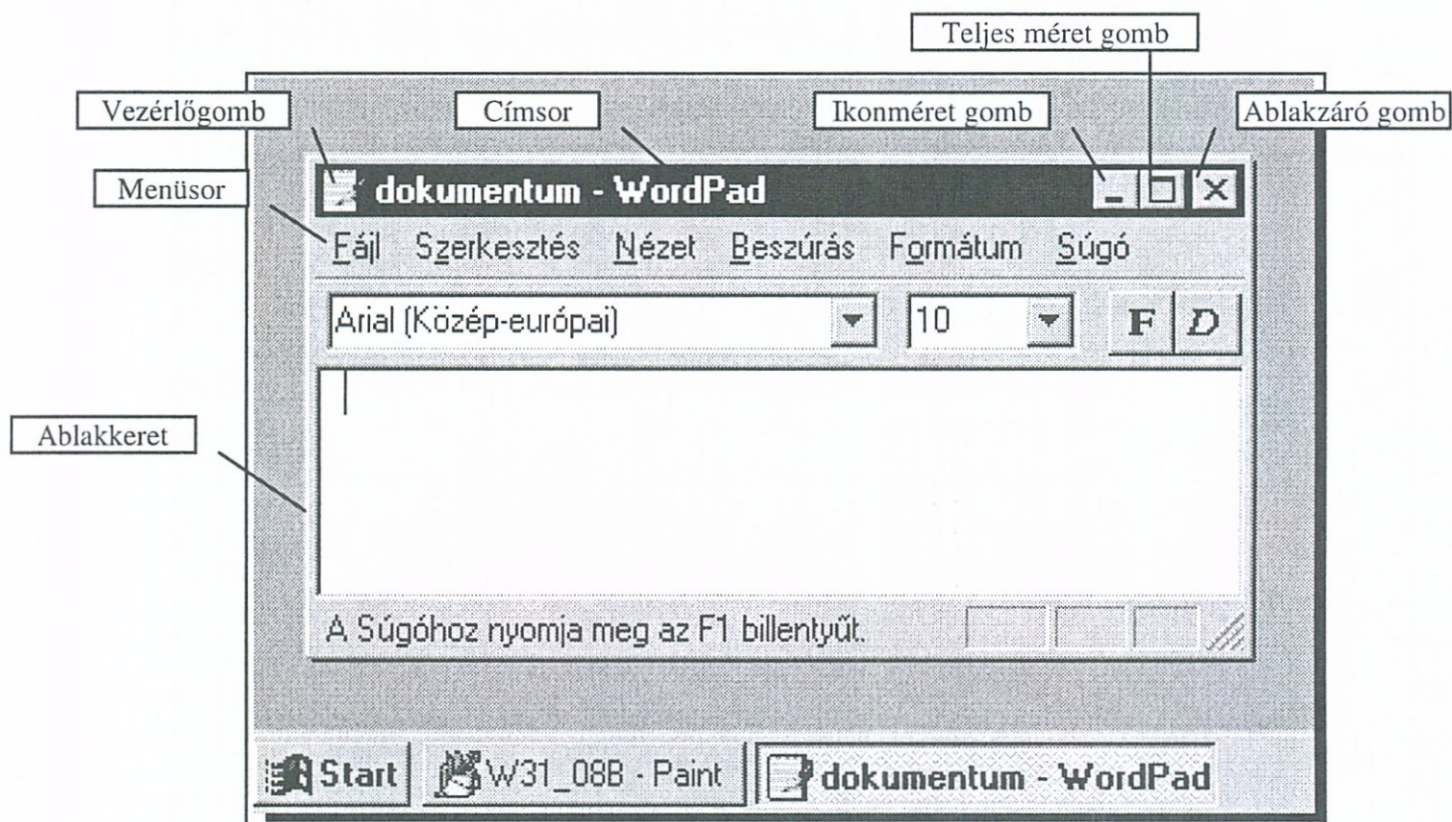 Teljes méret gomb
Vezérlőgomb
Címsor
Ikonméret gomb
Ablakzáró gomb
Menüsor
dokumentum - WordPad
Fájl Szerkesztés Nézet Beszúrás Formátum Súgó
Arial (Közép-európai) 10 F D
Ablakkeret
A Súgóhoz nyomja meg az F1 billentyűt.
Start W31_08B - Paint dokumentum - WordPad